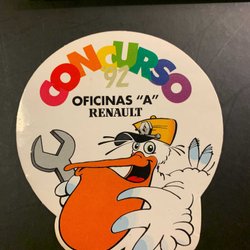 CONCURSO
92
OFICINAS "A"
RENAULT